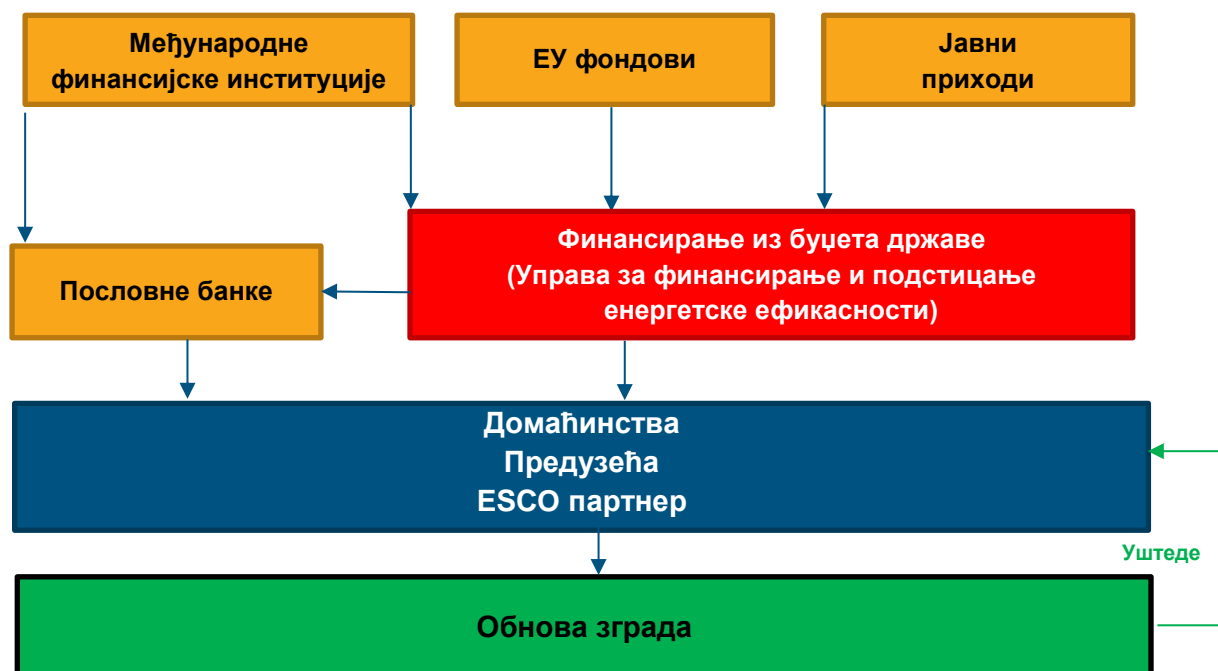 Међународне
финансијске институције
ЕУ фондови
Јавни
приходи
Финансирање из буџета државе
(Управа за финансирање и подстицање
енергетске ефикасности)
Пословне банке
Домаћинства
Предузећа
ESCO партнер
Уштеде
Обнова зграда